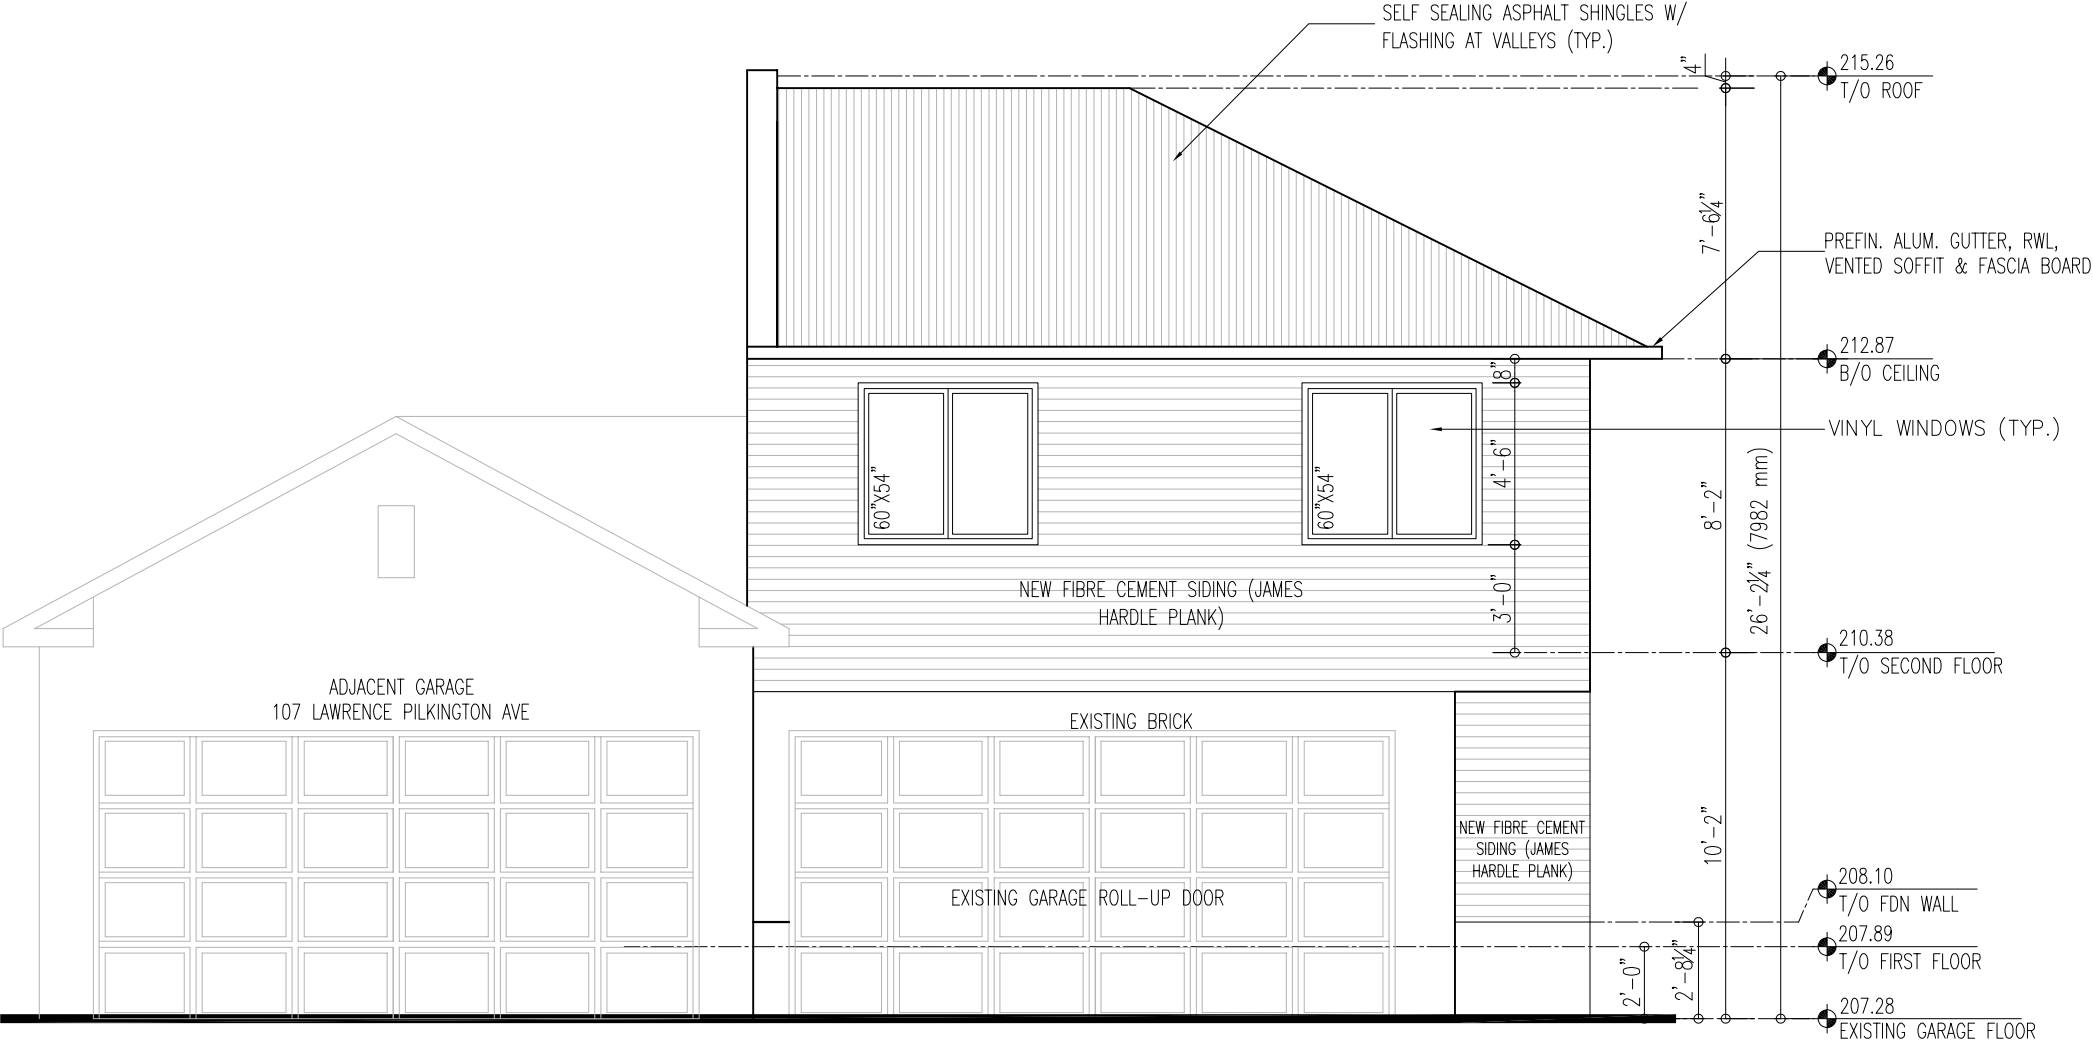 SELF SEALING ASPHALT SHINGLES W/
FLASHING AT VALLEYS (TYP.)
4"
215.26
T/O ROOF
7'-6¼"
PREFIN. ALUM. GUTTER, RWL,
VENTED SOFFIT & FASCIA BOARD
212.87
B/O CEILING
8"
VINYL WINDOWS (TYP.)
60"X54"
60"X54"
4'-6"
8'-2"
26'-2¼" (7982 mm)
NEW FIBRE CEMENT SIDING (JAMES
HARDLE PLANK)
3'-0"
210.38
T/O SECOND FLOOR
ADJACENT GARAGE
107 LAWRENCE PILKINGTON AVE
EXISTING BRICK
NEW FIBRE CEMENT
SIDING (JAMES
HARDLE PLANK)
10'-2"
EXISTING GARAGE ROLL-UP DOOR
208.10
T/O FDN WALL
207.89
T/O FIRST FLOOR
2'-0"
2'-8¼"
207.28
EXISTING GARAGE FLOOR